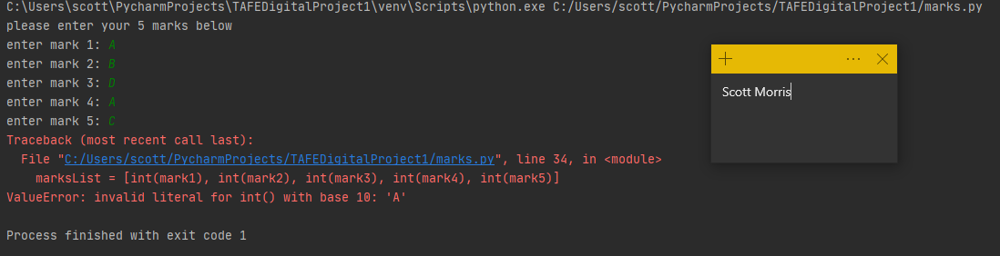 C:\Users\scott\PycharmProjects\TAFEDigitalProject1\venv\Scripts\python.exe C:/Users/scott/PycharmProjects/TAFEDigitalProject1/marks.py
please enter your 5 marks below
enter mark 1: A
enter mark 2: B
enter mark 3: D
enter mark 4: A
enter mark 5: C
Traceback (most recent call last):
  File "C:/Users/scott/PycharmProjects/TAFEDigitalProject1/marks.py", line 34, in <module>
    marksList = [int(mark1), int(mark2), int(mark3), int(mark4), int(mark5)]
ValueError: invalid literal for int() with base 10: 'A'
Process finished with exit code 1
Scott Morris